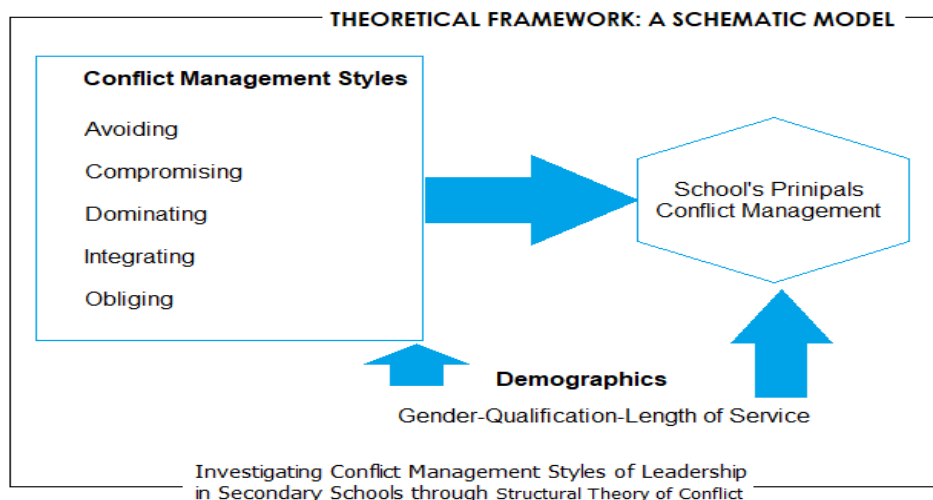 THEORETICAL FRAMEWORK: A SCHEMATIC MODEL
Conflict Management Styles
Avoiding
Compromising
Dominating
Integrating
Obliging
School's Prinipals
Conflict Management
Demographics
Gender-Qualification-Length of Service
Investigating Conflict Management Styles of Leadership
in Secondary Schools through Structural Theory of Conflict